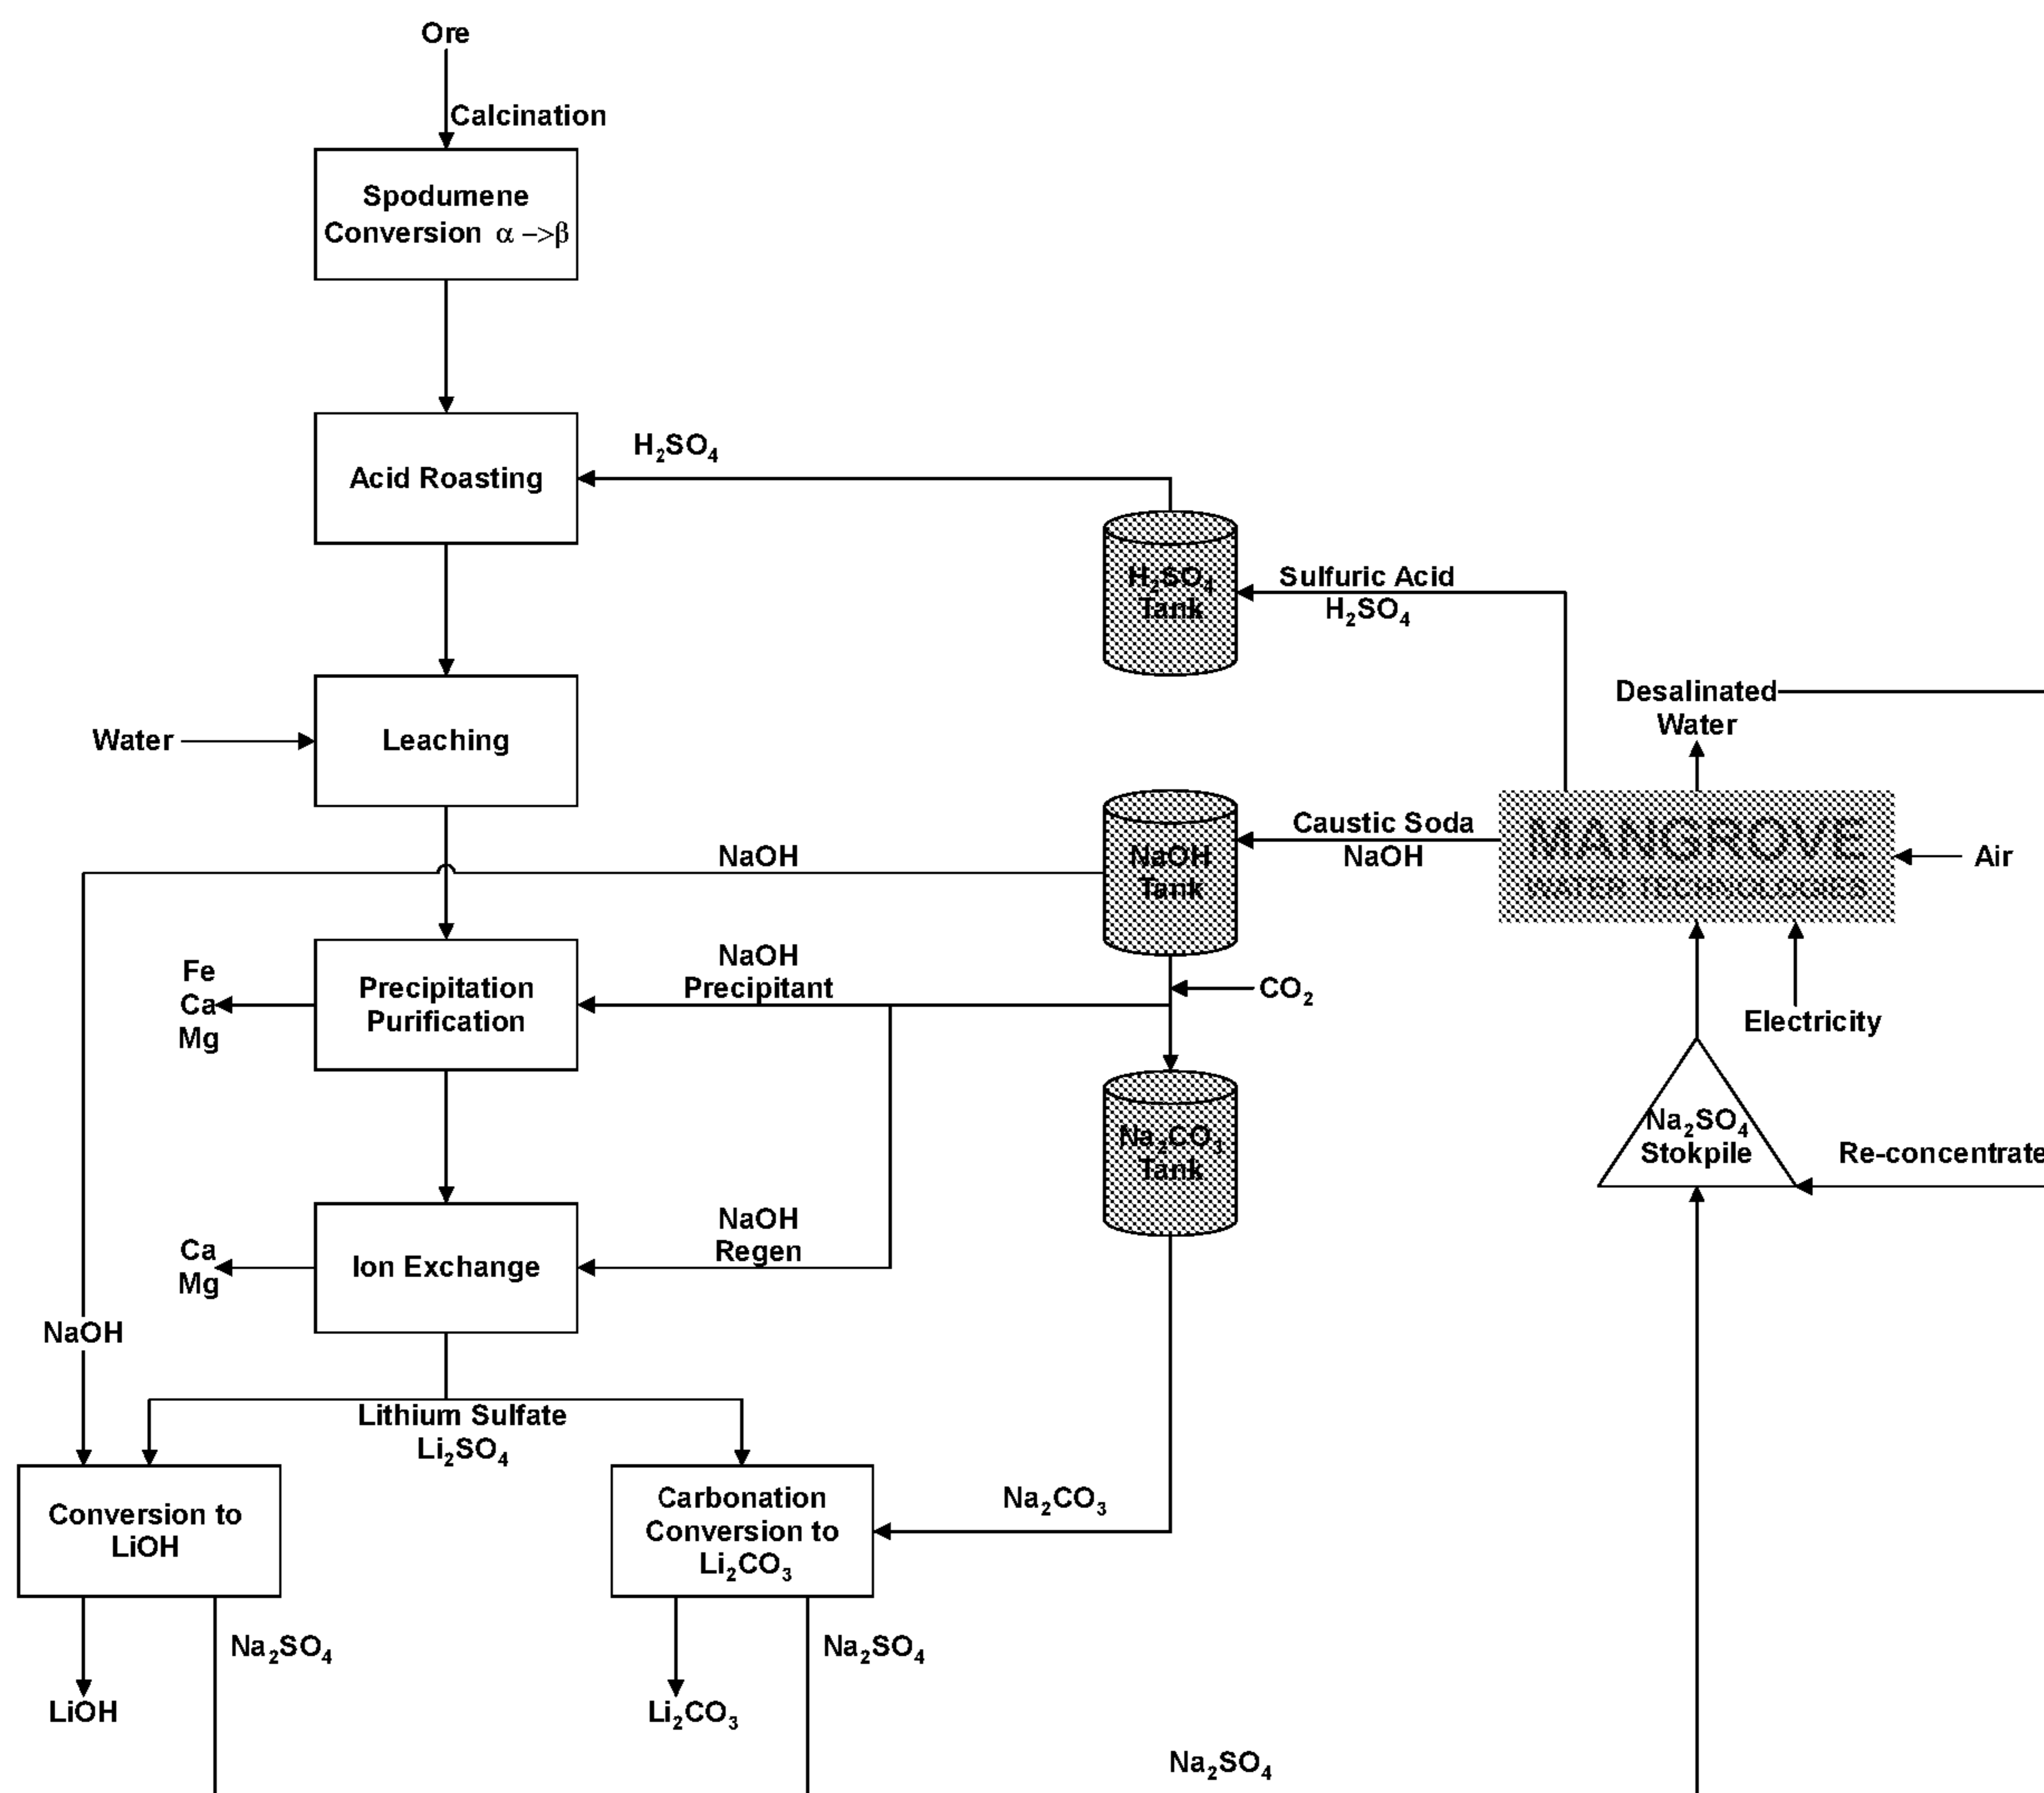 Ore
Calcination
Spodumene
Conversion α –>β
Acid Roasting
H₂SO₄
H₂SO₄
Tank
Sulfuric Acid
H₂SO₄
Desalinated
Water
Water
Leaching
NaOH
NaOH
Tank
Caustic Soda
NaOH
MANGROVE
WATER TECHNOLOGIES
Air
Fe
Ca
Mg
Precipitation
Purification
NaOH
Precipitant
CO₂
Electricity
Na₂CO₃
Tank
Na₂SO₄
Stokpile
Re-concentrate
Ca
Mg
Ion Exchange
NaOH
Regen
NaOH
Lithium Sulfate
Li₂SO₄
Conversion to
LiOH
Carbonation
Conversion to
Li₂CO₃
Na₂CO₃
Na₂SO₄
Na₂SO₄
LiOH
Li₂CO₃
Na₂SO₄